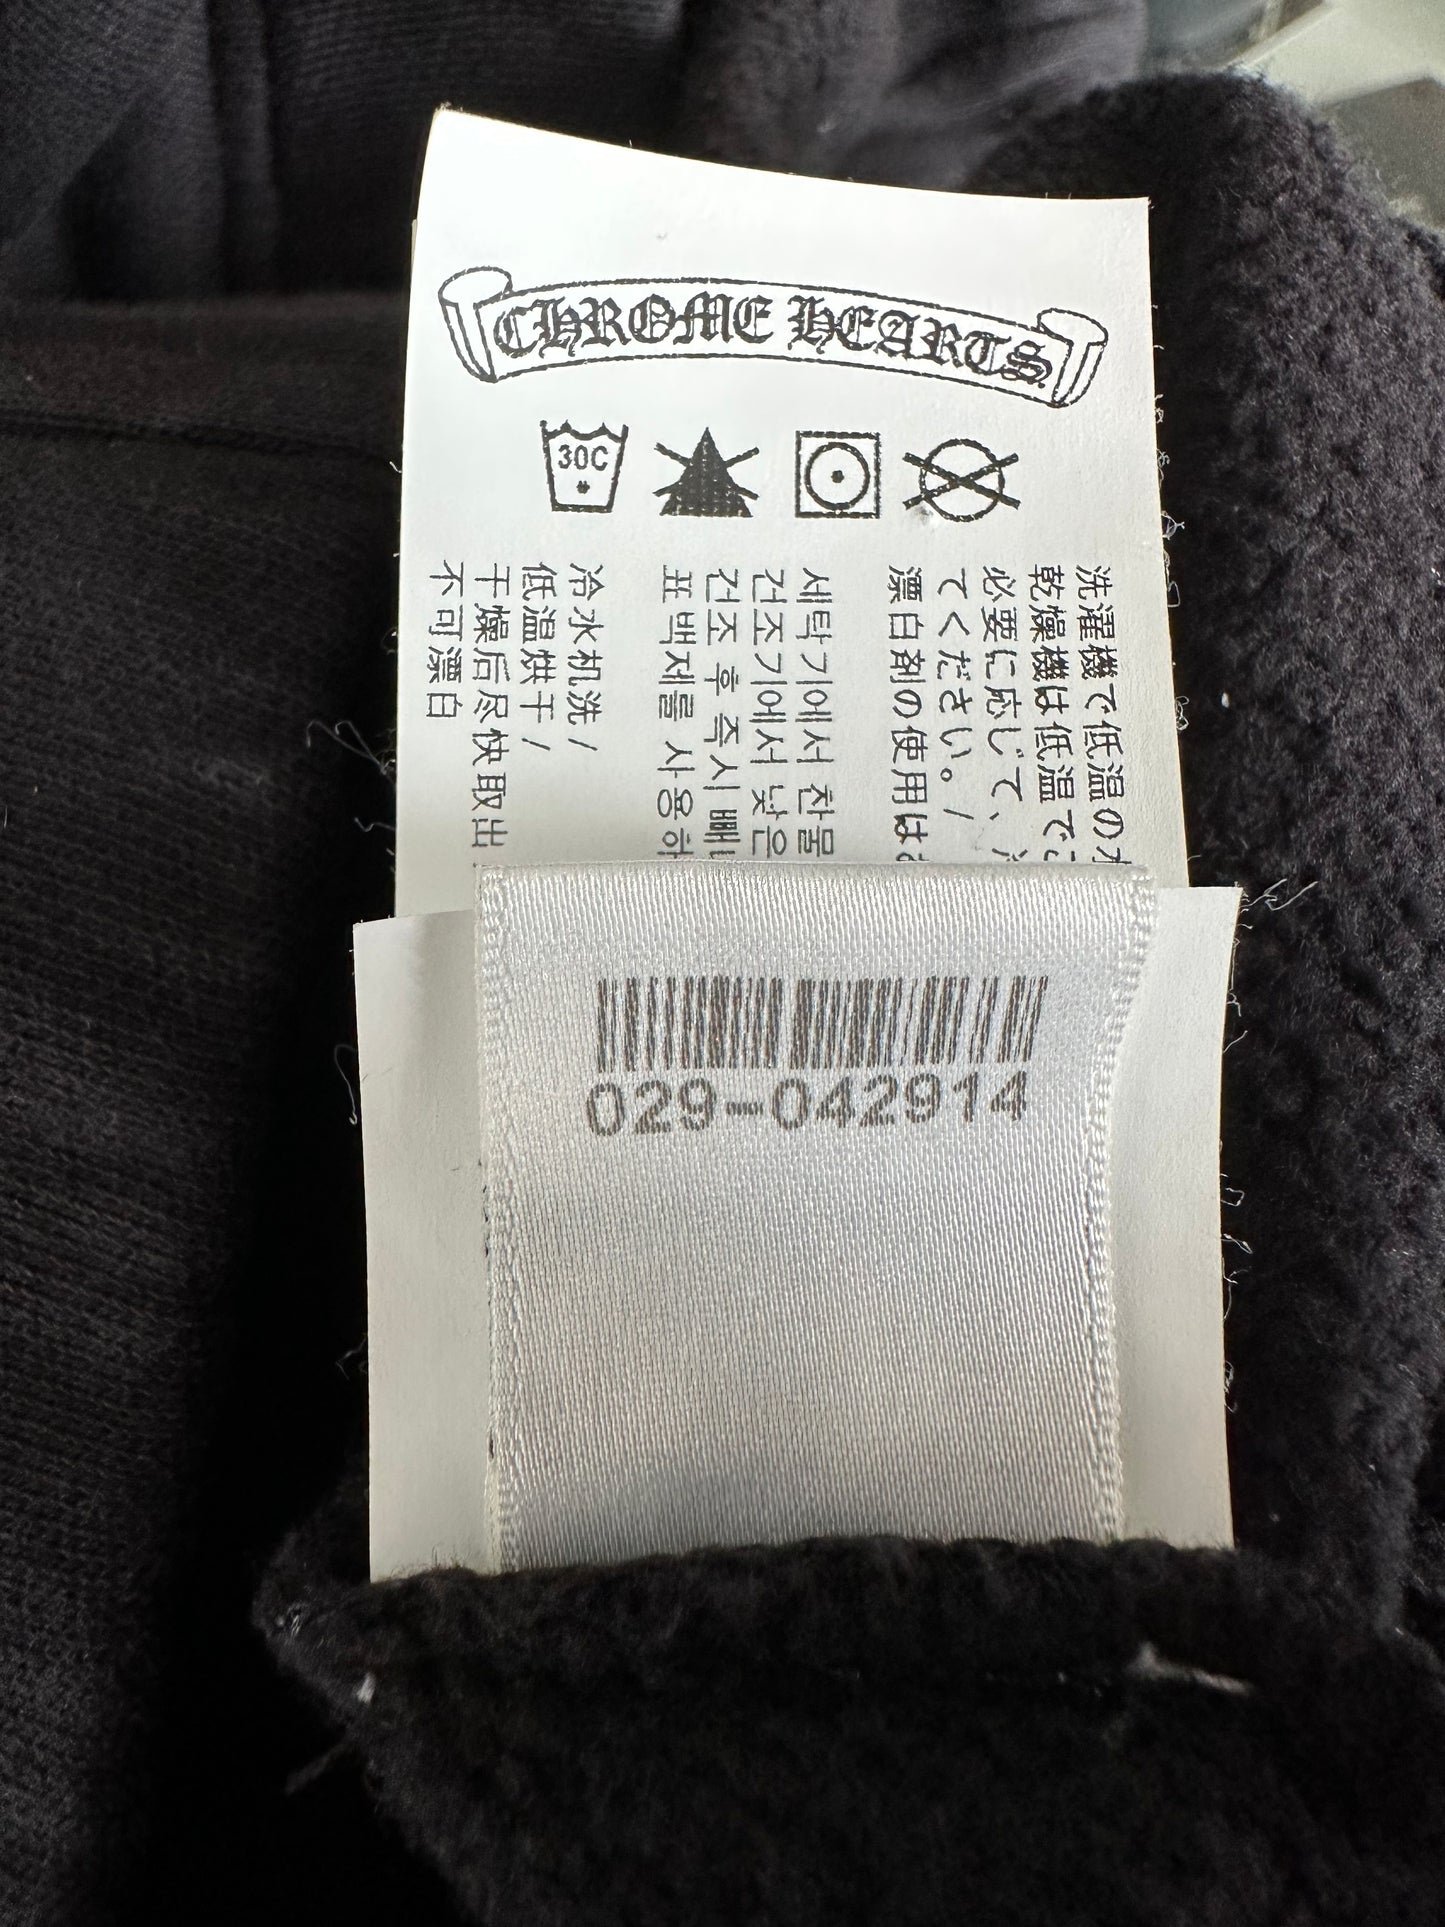 CHROME HEARTS
30C
洗濯機で低温の
乾燥機は低温で
必要に応じて、
てください。/
漂白剤の使用は
세탁기에서 찬물
건조기에서 낮은
건조 후 즉시
표백제를 사용하
冷水机洗/
低温烘干/
干燥后尽快取出
不可漂白
029-042914